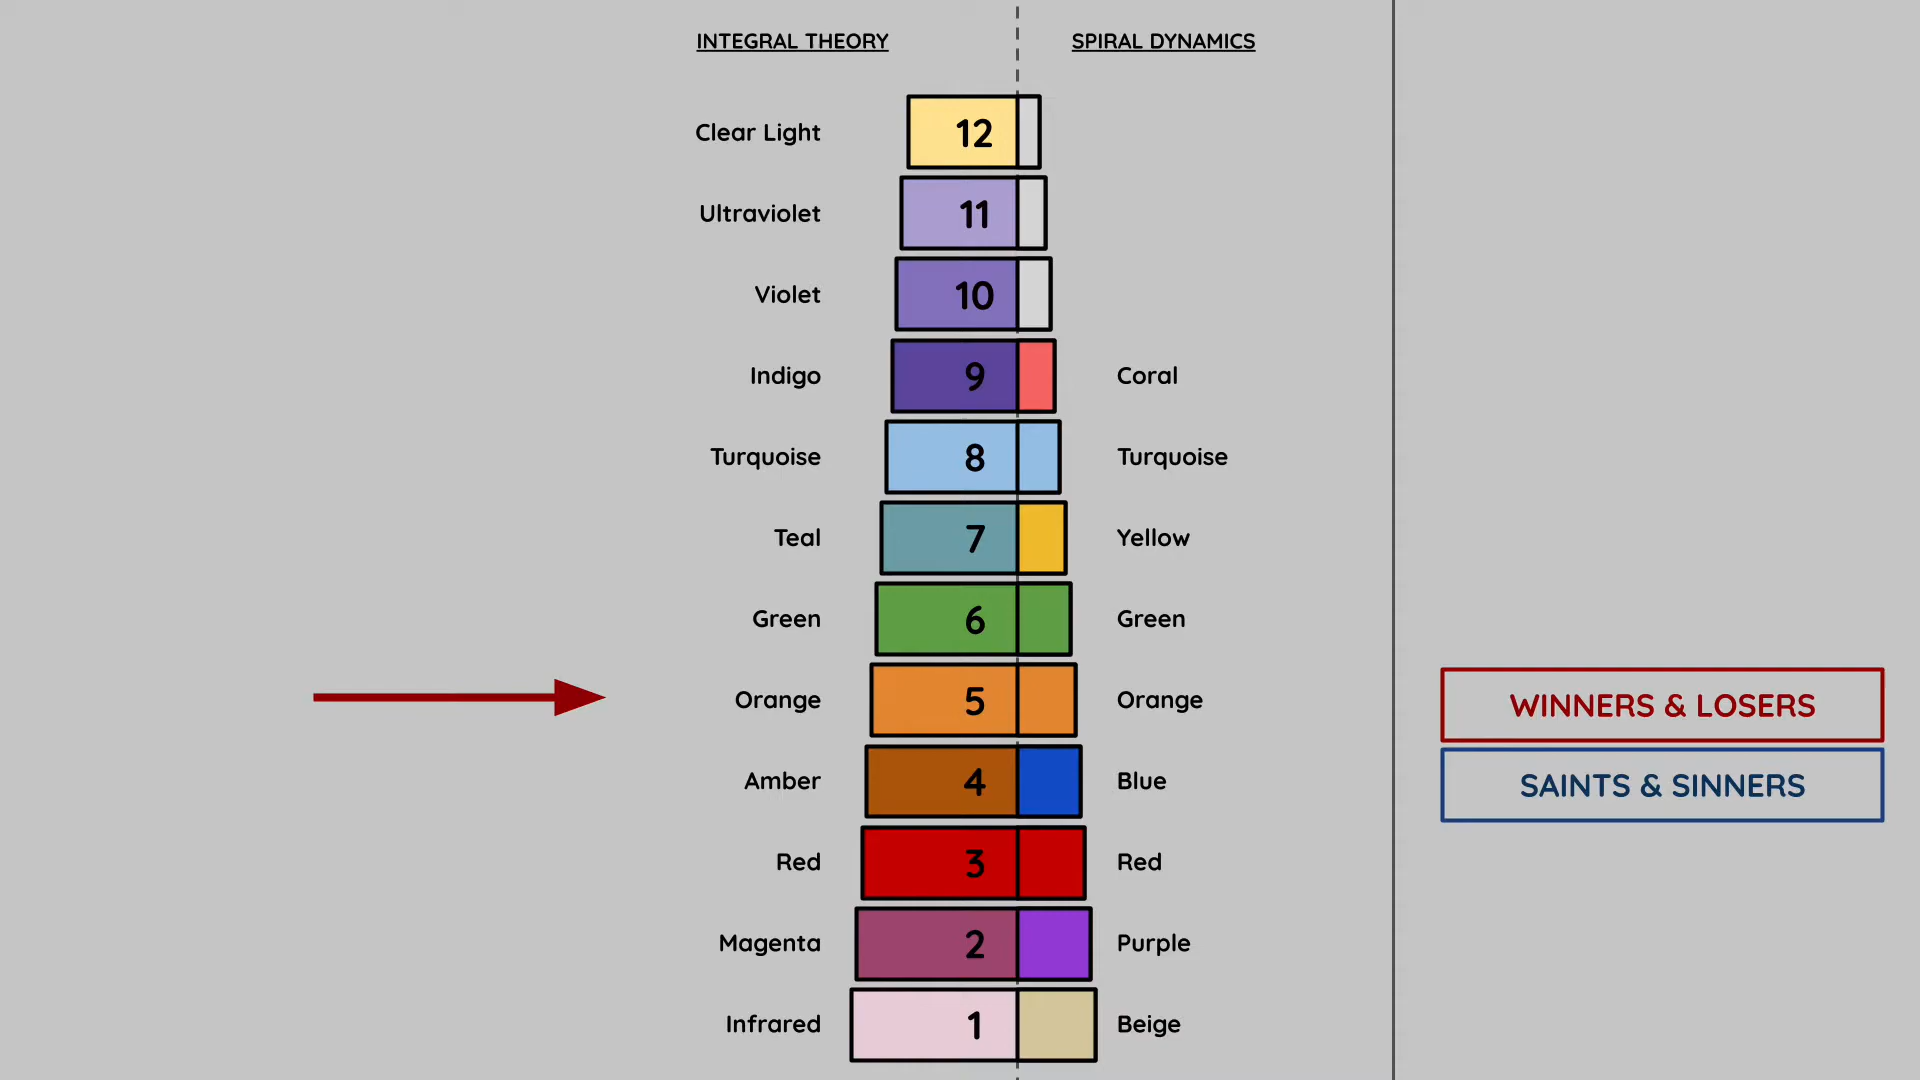 INTEGRAL THEORY SPIRAL DYNAMICS
Clear Light 12
Ultraviolet 11
Violet 10
Indigo 9 Coral
Turquoise 8 Turquoise
Teal 7 Yellow
Green 6 Green
Orange 5 Orange WINNERS & LOSERS
Amber 4 Blue SAINTS & SINNERS
Red 3 Red
Magenta 2 Purple
Infrared 1 Beige